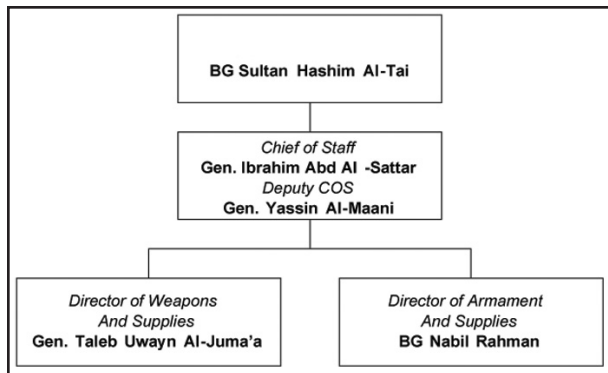 BG Sultan Hashim Al-Tai
Chief of Staff
Gen. Ibrahim Abd Al -Sattar
Deputy COS
Gen. Yassin Al-Maani
Director of Weapons
And Supplies
Gen. Taleb Uwayn Al-Juma’a
Director of Armament
And Supplies
BG Nabil Rahman